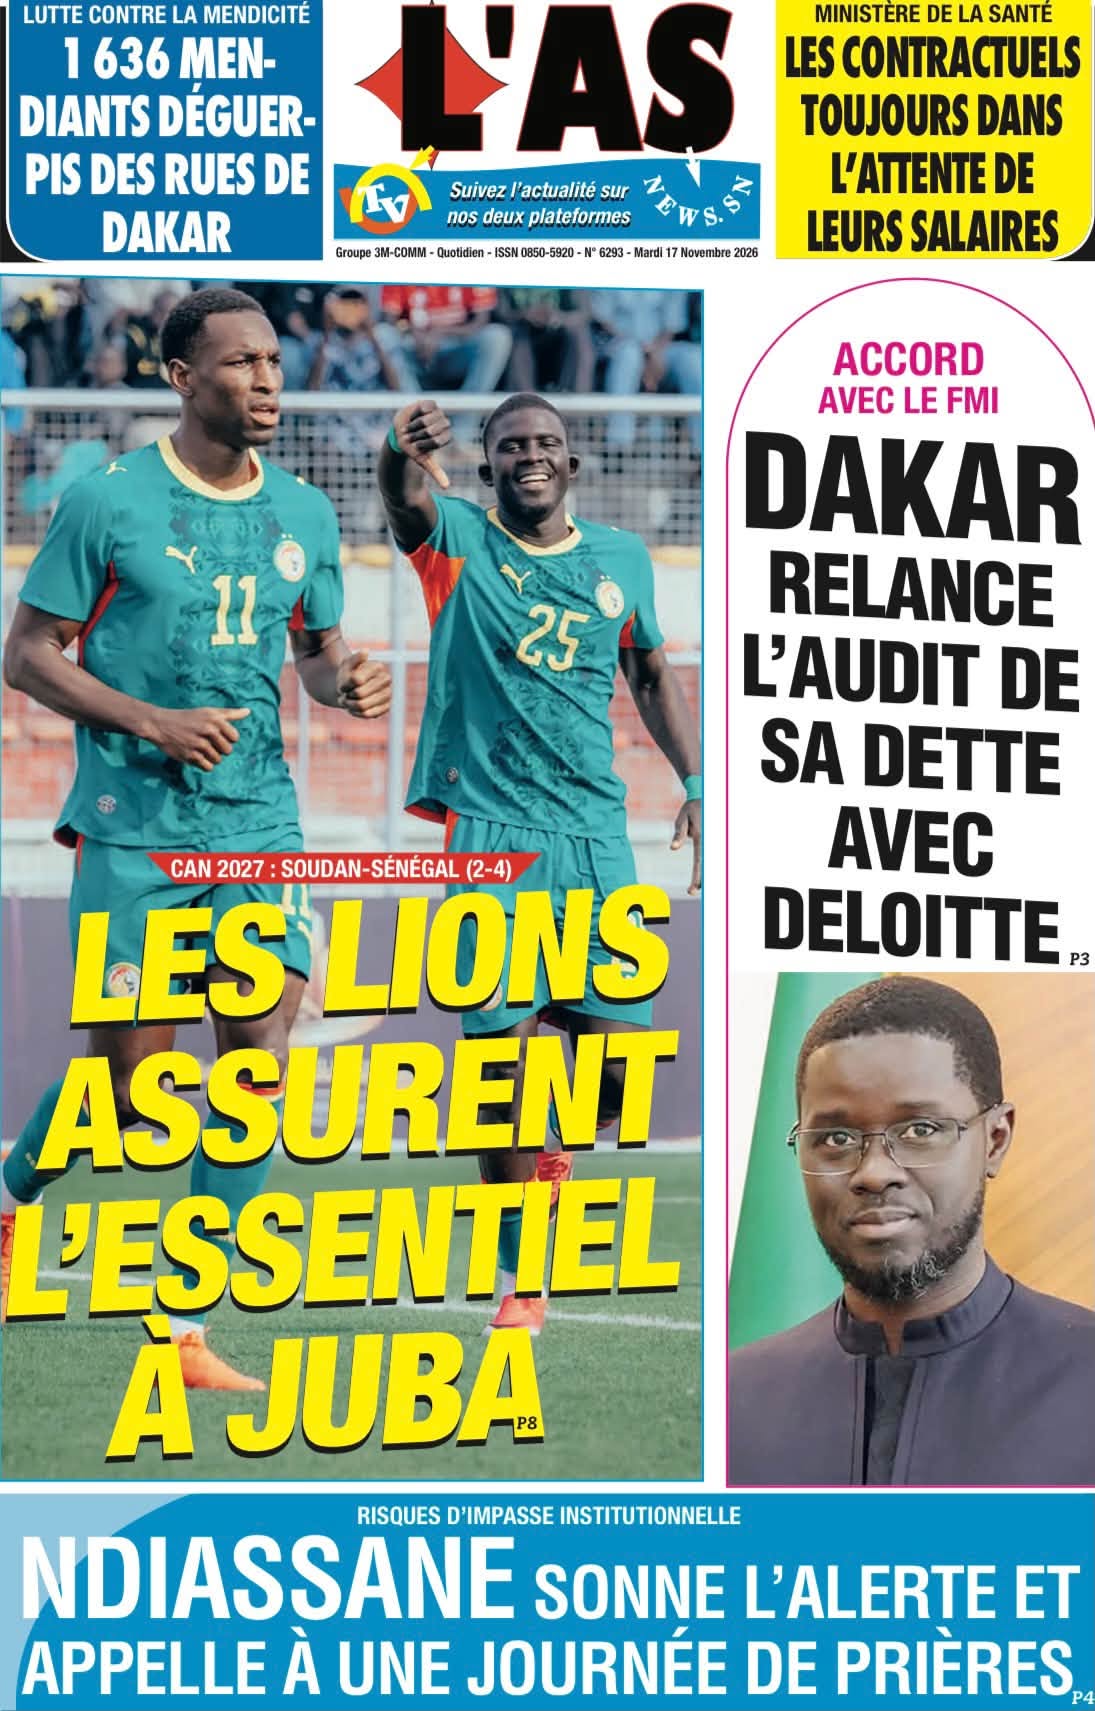 LUTTE CONTRE LA MENDICITÉ
1 636 MEN-
DIANTS DÉGUER-
PIS DES RUES DE
DAKAR
L'AS
TV
Suivez l'actualité sur
nos deux plateformes
NEWS.SN
Groupe 3M-COMM - Quotidien - ISSN 0850-5920 - N° 6293 - Mardi 17 Novembre 2026
MINISTÈRE DE LA SANTÉ
LES CONTRACTUELS
TOUJOURS DANS
L'ATTENTE DE
LEURS SALAIRES
11
25
11
CAN 2027 : SOUDAN-SÉNÉGAL (2-4)
LES LIONS
ASSURENT
L'ESSENTIEL
À JUBA
P8
ACCORD
AVEC LE FMI
DAKAR
RELANCE
L'AUDIT DE
SA DETTE
AVEC
DELOITTE
P3
RISQUES D'IMPASSE INSTITUTIONNELLE
NDIASSANE SONNE L'ALERTE ET
APPELLE À UNE JOURNÉE DE PRIÈRES
P4